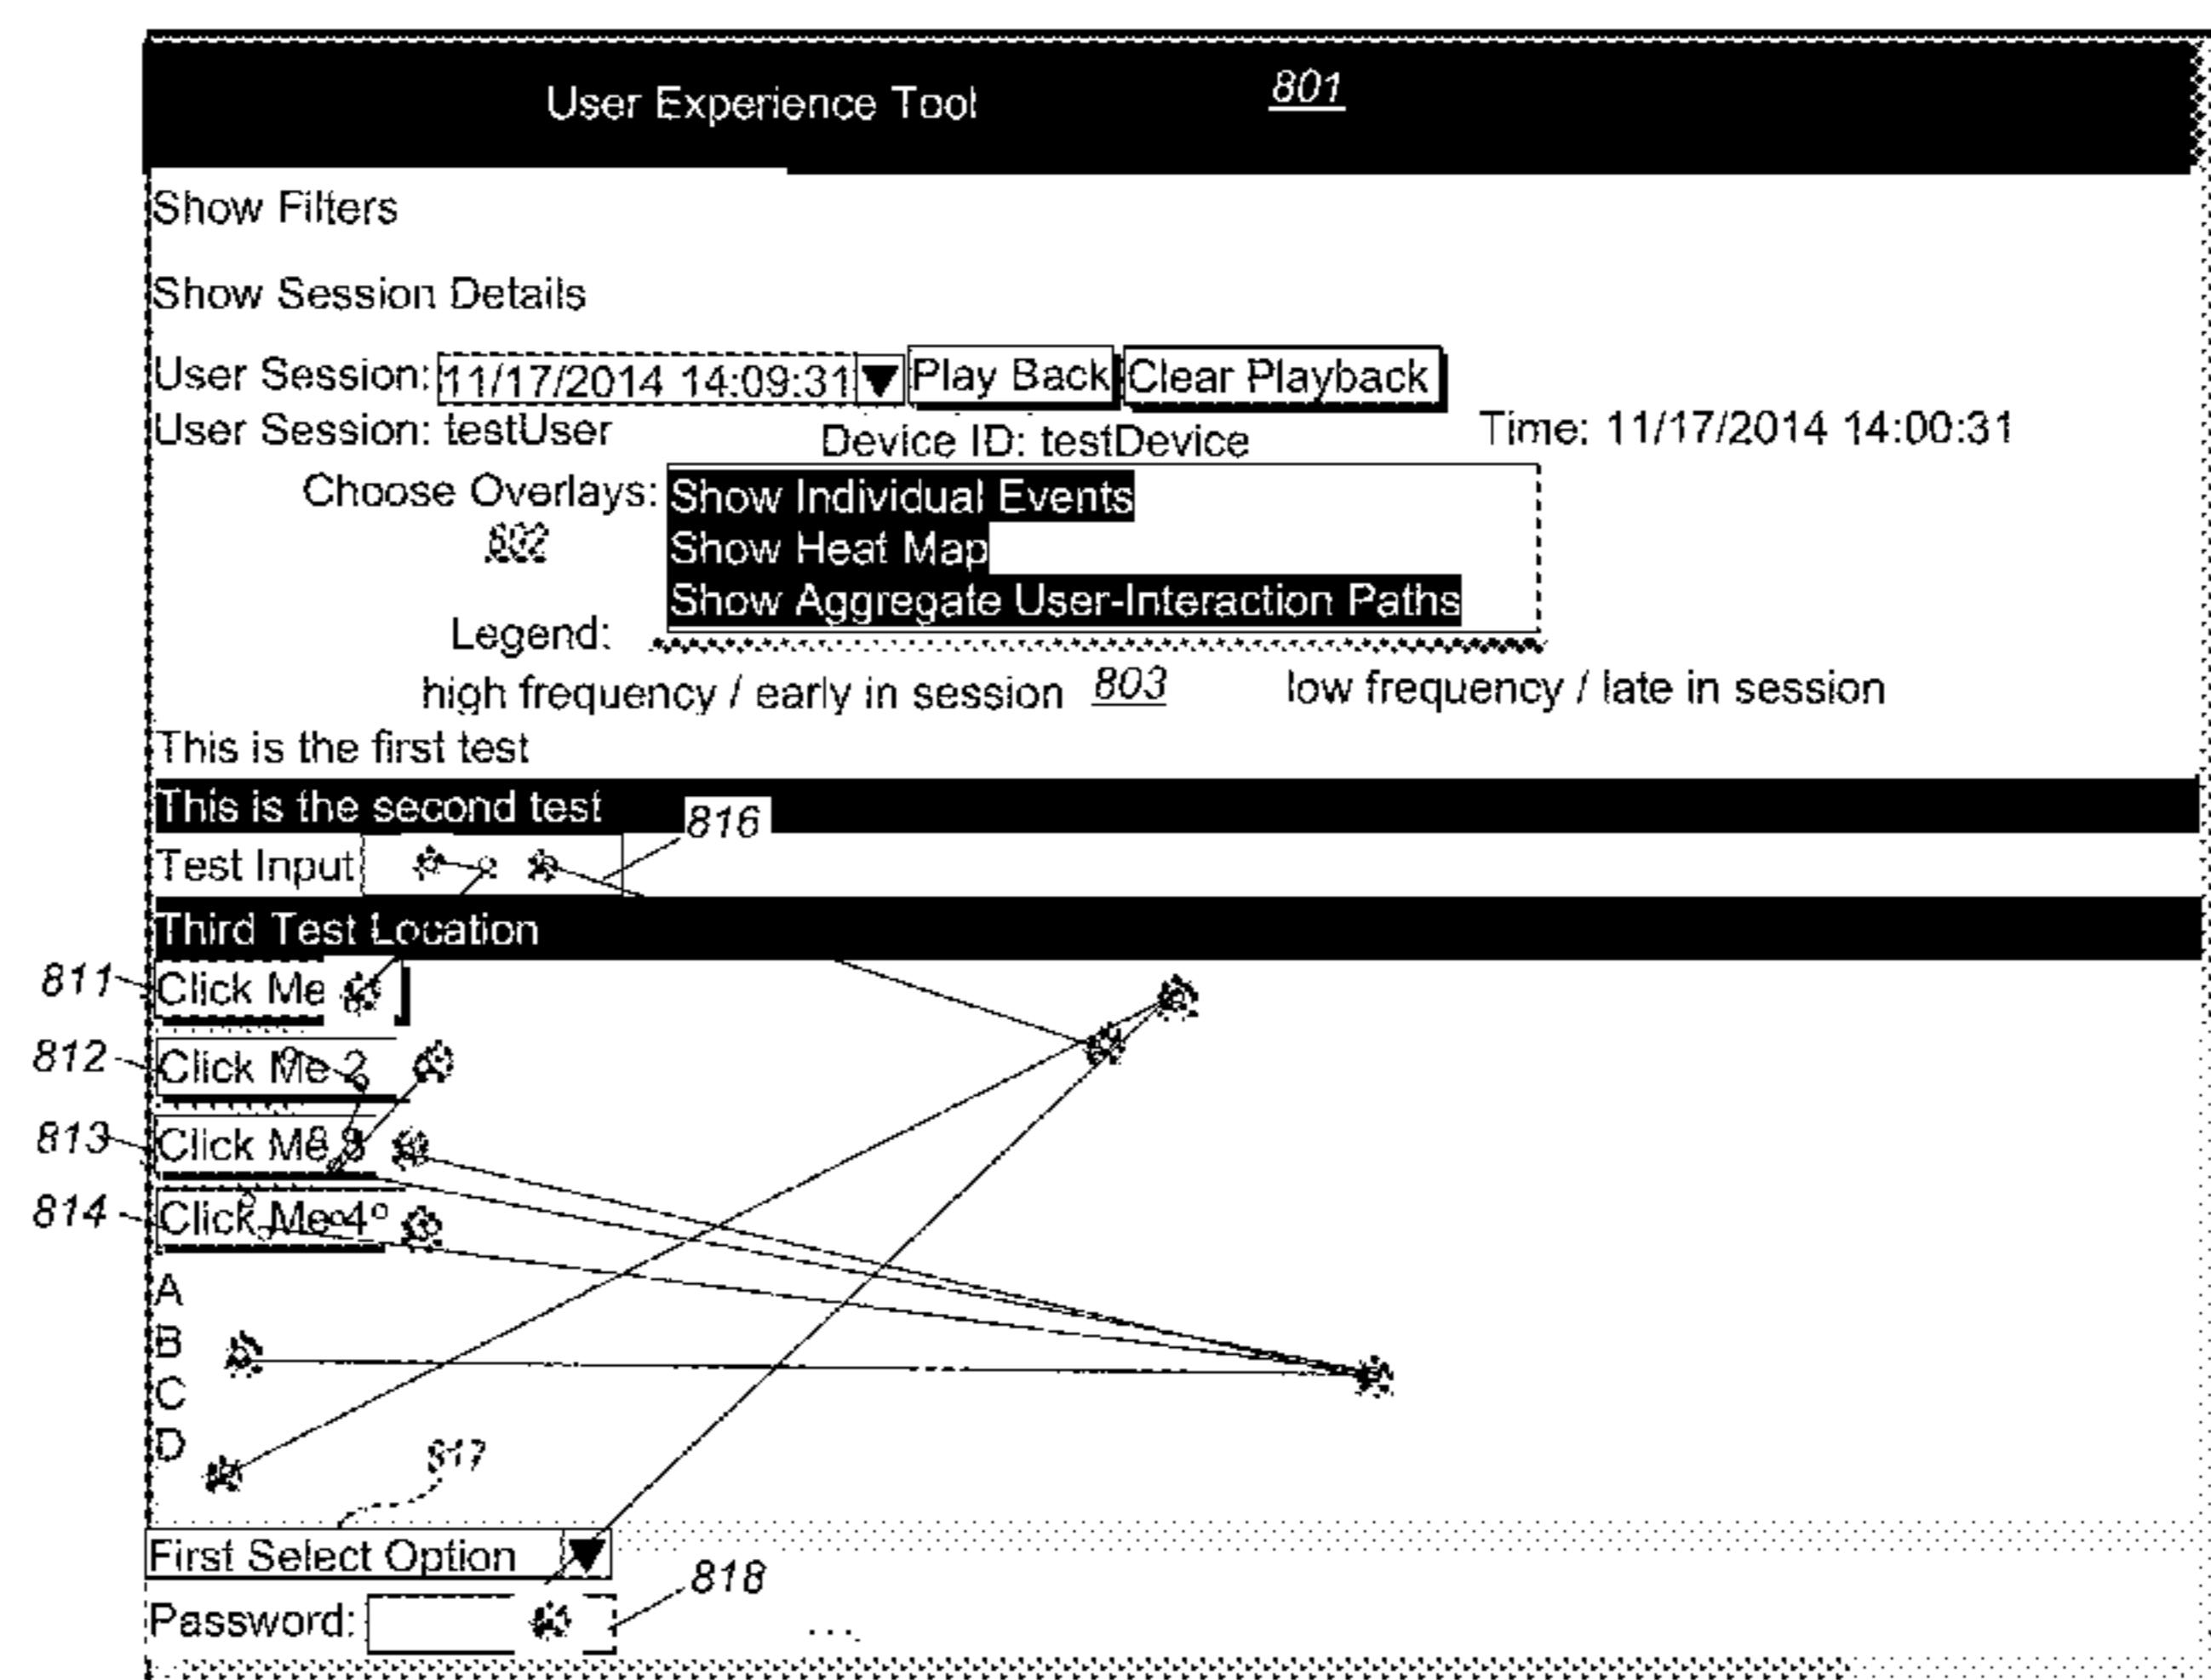 User Experience Tool 801
Show Filters
Show Session Details
User Session: 11/17/2014 14:09:31 Play Back Clear Playback
User Session: testUser Device ID: testDevice Time: 11/17/2014 14:00:31
Choose Overlays: Show Individual Events
802 Show Heat Map
Show Aggregate User-Interaction Paths
Legend:
high frequency / early in session 803 low frequency / late in session
This is the first test
This is the second test 816
Test Input
Third Test Location
811 Click Me
812 Click Me 2
813 Click Me 3
814 Click Me 4
A
B
C
D
817
First Select Option
818
Password:
...